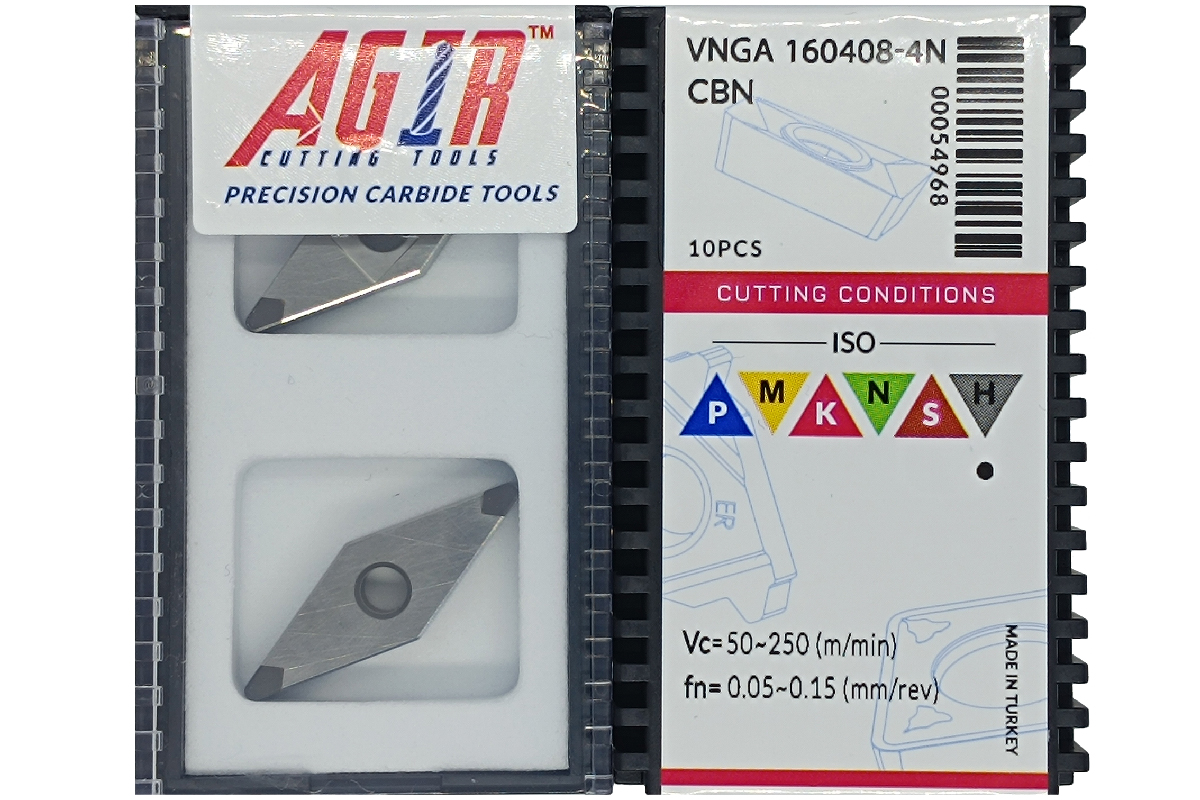 AGIR™
CUTTING TOOLS
PRECISION CARBIDE TOOLS
VNGA 160408-4N
CBN
00054968
10PCS
CUTTING CONDITIONS
ISO
P M K N S H
ER
Vc= 50~250 (m/min)
fn= 0.05~0.15 (mm/rev)
MADE IN TURKEY